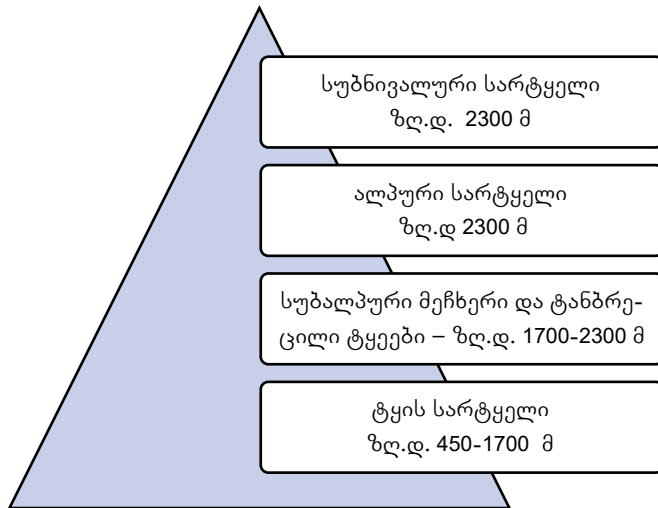 სუბნივალური სარტყელი
ზღ.დ. 2300 მ
ალპური სარტყელი
ზღ.დ 2300 მ
სუბალპური მეჩხერი და ტანბრე-
ცილი ტყეები – ზღ.დ. 1700-2300 მ
ტყის სარტყელი
ზღ.დ. 450-1700 მ